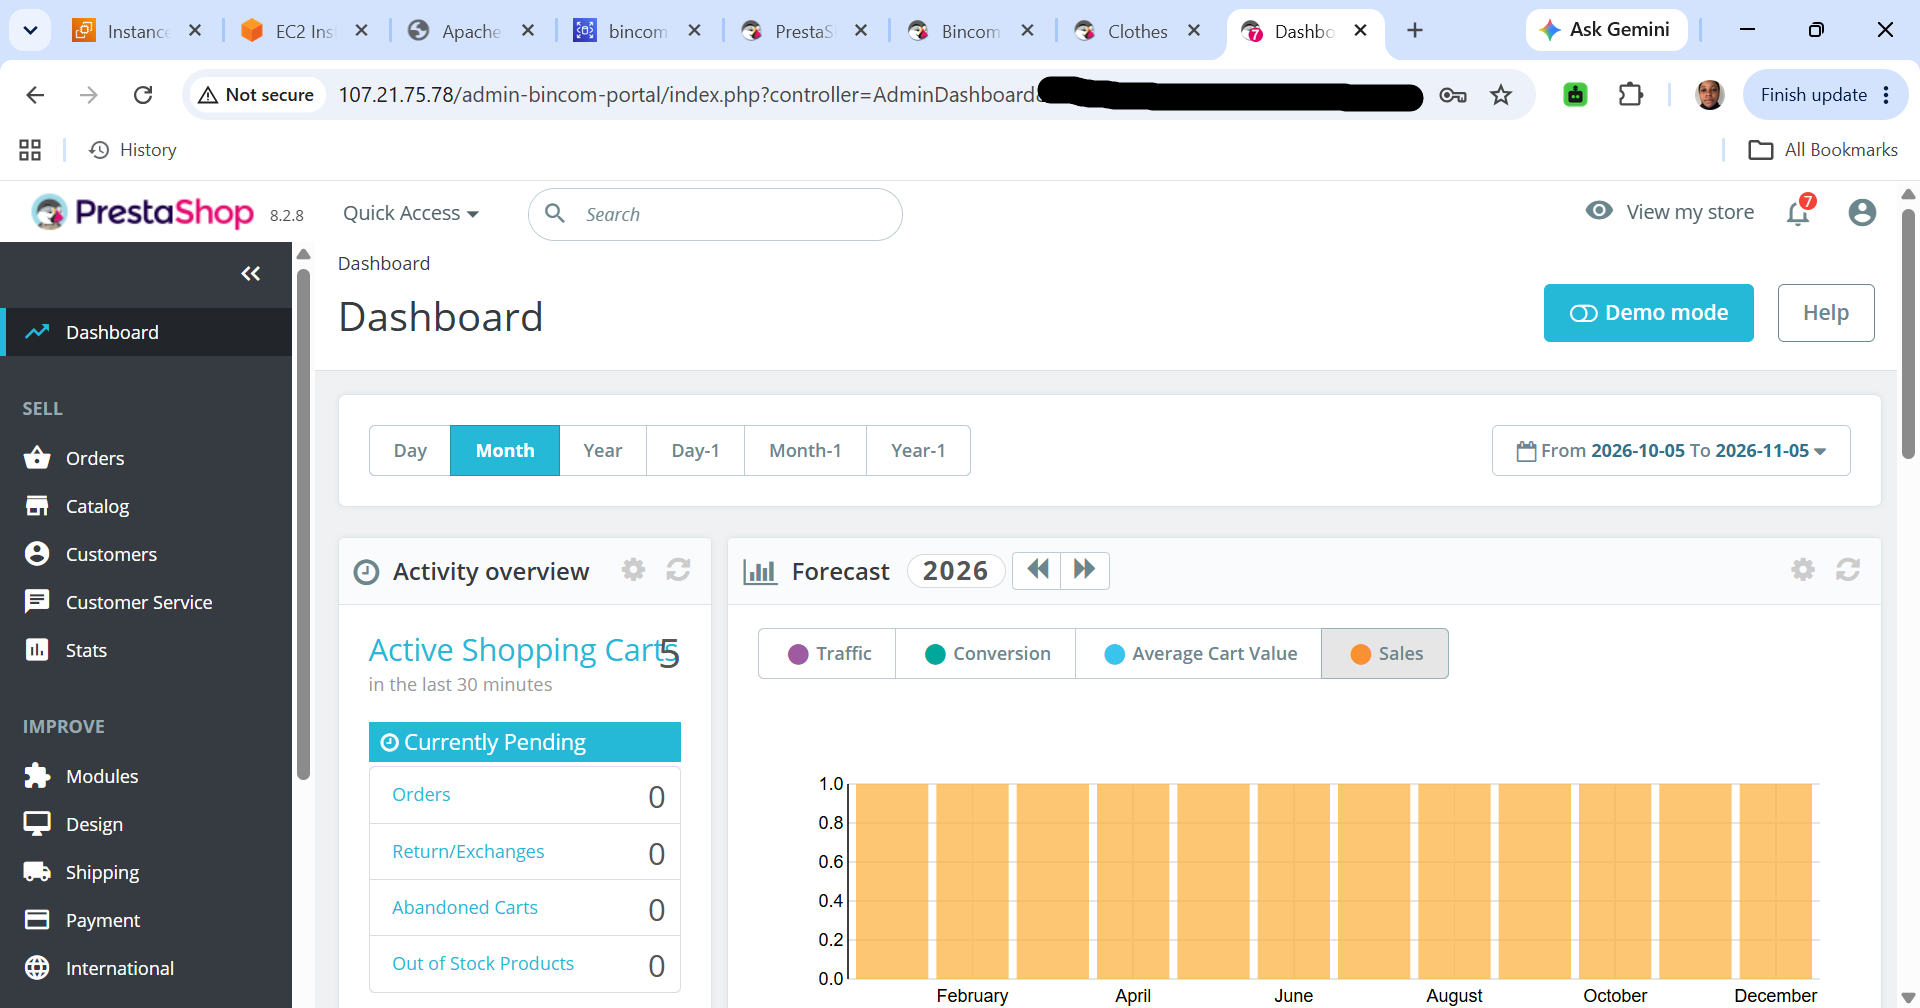 Instance
EC2 Ins
Apache
bincom
PrestaS
Bincom
Clothes
7
Dashbo
Ask Gemini
Not secure
107.21.75.78/admin-bincom-portal/index.php?controller=AdminDashboard
Finish update
History
All Bookmarks
PrestaShop
8.2.8
Quick Access
Search
View my store
7
Dashboard
Dashboard
Demo mode
Help
Dashboard
SELL
Orders
Catalog
Customers
Customer Service
Stats
IMPROVE
Modules
Design
Shipping
Payment
International
Day
Month
Year
Day-1
Month-1
Year-1
From 2026-10-05 To 2026-11-05
Activity overview
Active Shopping Carts 5
in the last 30 minutes
Currently Pending
Orders 0
Return/Exchanges 0
Abandoned Carts 0
Out of Stock Products 0
Forecast 2026
Traffic
Conversion
Average Cart Value
Sales
1.0
0.8
0.6
0.4
0.2
0.0
February
April
June
August
October
December